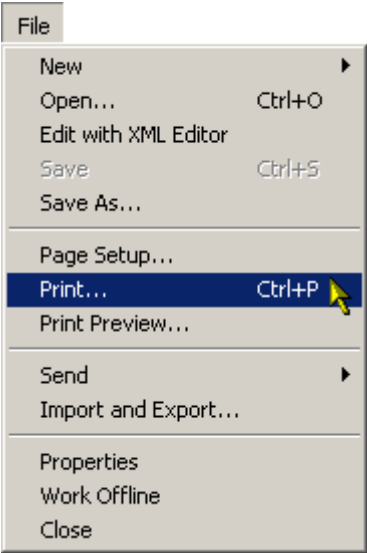 File
New
Open... Ctrl+O
Edit with XML Editor
Save Ctrl+S
Save As...
Page Setup...
Print... Ctrl+P
Print Preview...
Send
Import and Export...
Properties
Work Offline
Close